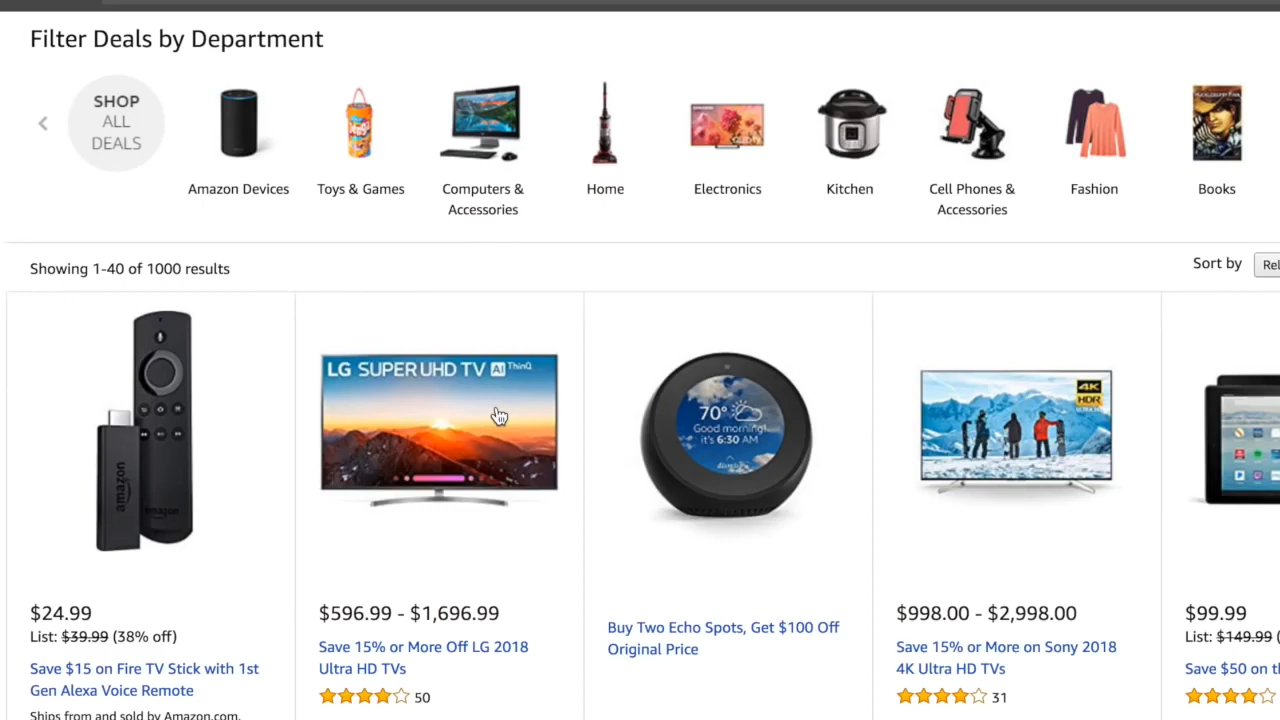 Filter Deals by Department
SHOP
ALL
DEALS
Amazon Devices
Toys & Games
Computers &
Accessories
Home
Electronics
Kitchen
Cell Phones &
Accessories
Fashion
Books
Showing 1-40 of 1000 results
Sort by
Rel
amazon
amazon
LG SUPER UHD TV AI ThinQ
70°
Good morning!
it's 6:30 AM
4K
HDR
$24.99
List: $39.99 (38% off)
Save $15 on Fire TV Stick with 1st
Gen Alexa Voice Remote
Ships from and sold by Amazon.com.
$596.99 - $1,696.99
Save 15% or More Off LG 2018
Ultra HD TVs
50
Buy Two Echo Spots, Get $100 Off
Original Price
$998.00 - $2,998.00
Save 15% or More on Sony 2018
4K Ultra HD TVs
31
$99.99
List: $149.99 (
Save $50 on th